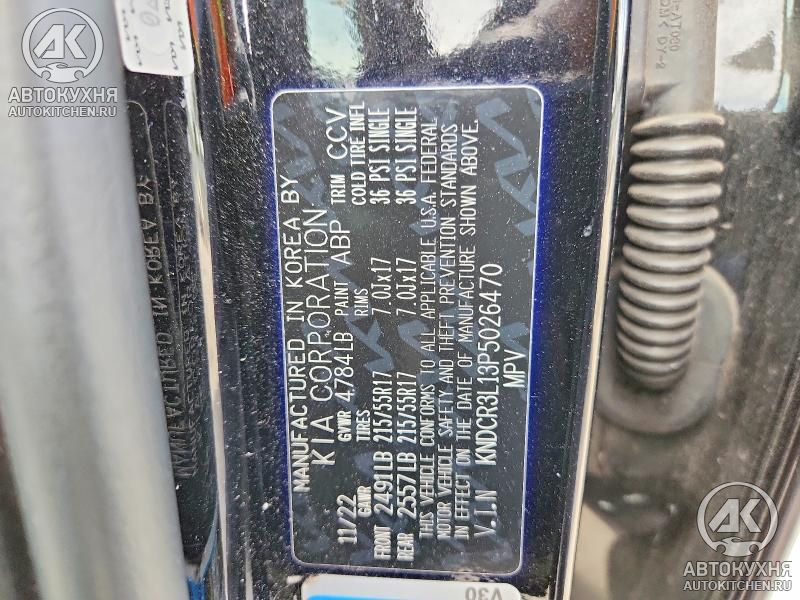 MANUFACTURED IN KOREA BY
KIA CORPORATION
11/22 GVWR 4784LB PAINT ABP TRIM CCV
GAWR TIRES RIMS COLD TIRE INFL
FRONT 2491LB 215/55R17 7.0Jx17 36 PSI SINGLE
REAR 2557LB 215/55R17 7.0Jx17 36 PSI SINGLE
THIS VEHICLE CONFORMS TO ALL APPLICABLE U.S.A. FEDERAL
MOTOR VEHICLE SAFETY AND THEFT PREVENTION STANDARDS
IN EFFECT ON THE DATE OF MANUFACTURE SHOWN ABOVE.
V.I.N KNDCR3L13P5026470
MPV
V30
AK
АВТОКУХНЯ
AUTOKITCHEN.RU
AK
АВТОКУХНЯ
AUTOKITCHEN.RU